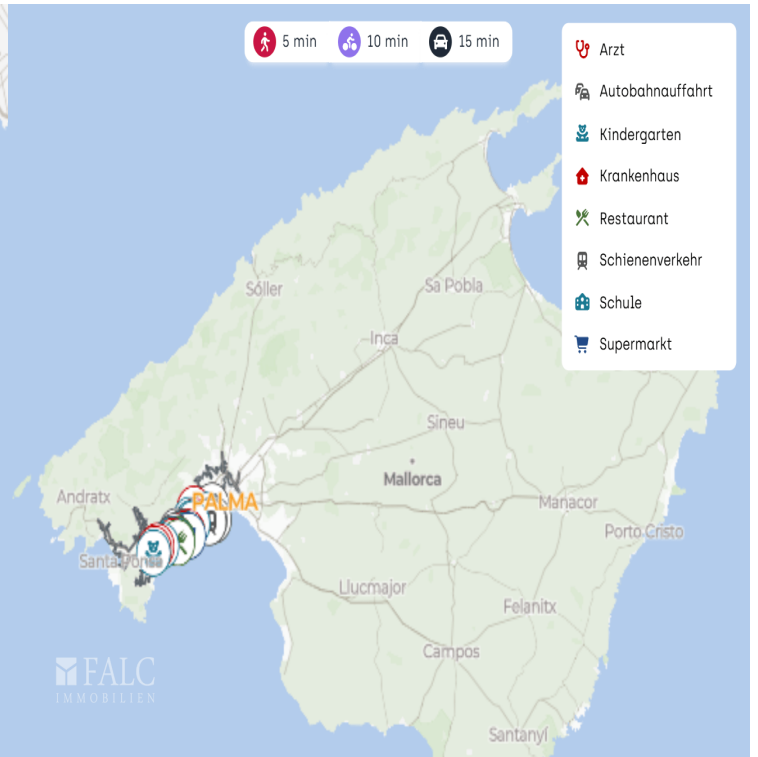 5 min
10 min
15 min
Arzt
Autobahnauffahrt
Kindergarten
Krankenhaus
Restaurant
Schienenverkehr
Schule
Supermarkt
Sóller
Sa Pobla
Inca
Sineu
Mallorca
Andratx
PALMA
Manacor
Porto Cristo
Santa Ponsa
Llucmajor
Felanitx
Campos
Santanyí
FALC
IMMOBILIEN